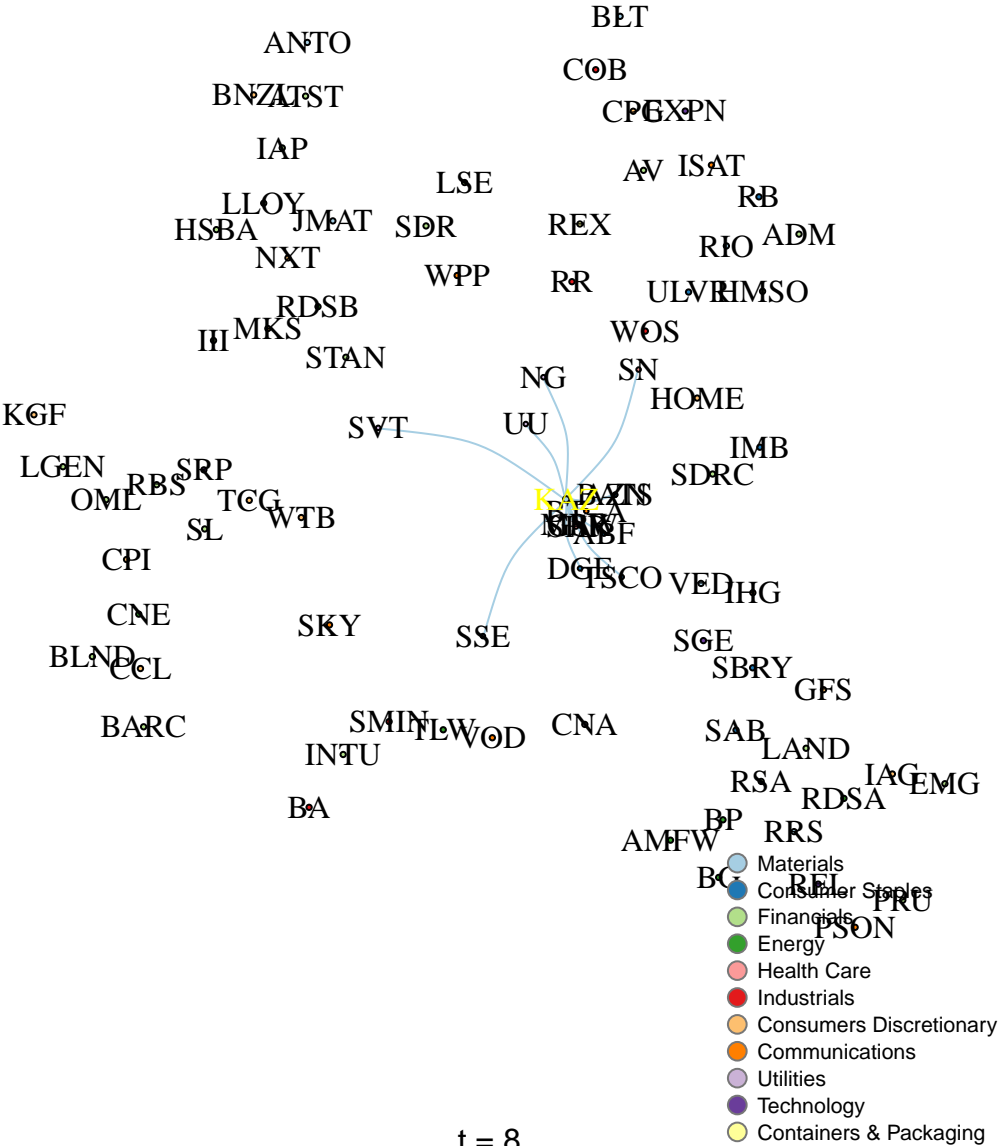 BLT
ANTO
COB
BNZL ATST
CPG EXPN
IAP
AV ISAT
LSE
RB
LLOY JMAT
HSBA SDR REX
RIO ADM
NXT
WPP RR
ULVR HMSO
RDSB
III MKS WOS
STAN
NG SN
HOME
KGF SVT UU
IMB
LGEN SRP SDRC
OML RBS TCG KAZ
WTB
SL ABF
CPI DGE TSCO VED IHG
CNE
SKY SSE SGE
BLND CCL SBRY
GFS
BARC SMIN TLW VOD CNA SAB
INTU LAND
RSA IAG EMG
BA RDSA
BP RRS
AMFW
Materials
BG REL
Consumer Staples
PRU
Financials
PSON
Energy
Health Care
Industrials
Consumers Discretionary
Communications
Utilities
Technology
Containers & Packaging
t = 8